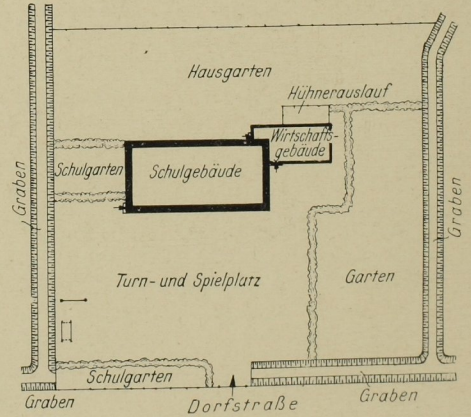 Hausgarten
Hühnerauslauf
Wirtschafts-
gebäude
Schulgarten
Schulgebäude
Graben
Graben
Turn- und Spielplatz
Garten
Schulgarten
Graben
Dorfstraße
Graben